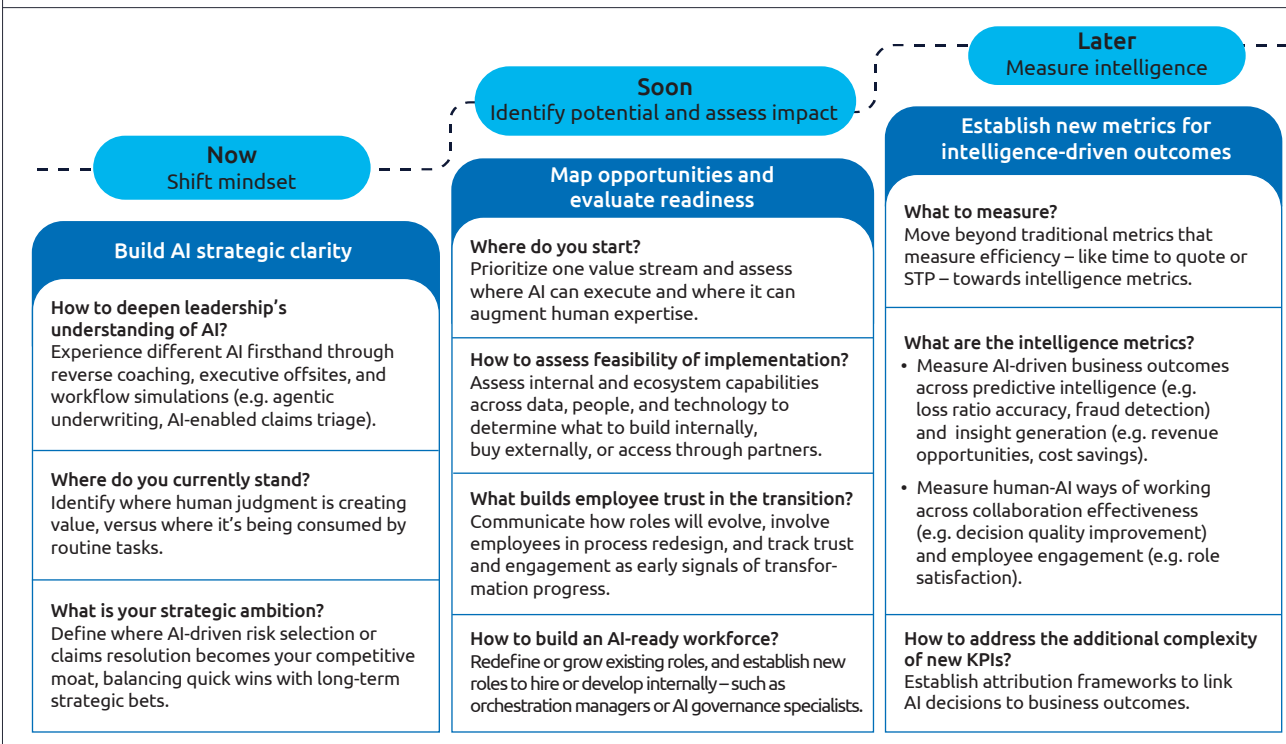 Now
Shift mindset
Build AI strategic clarity
How to deepen leadership's
understanding of AI?
Experience different AI firsthand through
reverse coaching, executive offsites, and
workflow simulations (e.g. agentic
underwriting, AI-enabled claims triage).
Where do you currently stand?
Identify where human judgment is creating
value, versus where it's being consumed by
routine tasks.
What is your strategic ambition?
Define where AI-driven risk selection or
claims resolution becomes your competitive
moat, balancing quick wins with long-term
strategic bets.
Soon
Identify potential and assess impact
Map opportunities and
evaluate readiness
Where do you start?
Prioritize one value stream and assess
where AI can execute and where it can
augment human expertise.
How to assess feasibility of implementation?
Assess internal and ecosystem capabilities
across data, people, and technology to
determine what to build internally,
buy externally, or access through partners.
What builds employee trust in the transition?
Communicate how roles will evolve, involve
employees in process redesign, and track trust
and engagement as early signals of transfor-
mation progress.
How to build an AI-ready workforce?
Redefine or grow existing roles, and establish new
roles to hire or develop internally – such as
orchestration managers or AI governance specialists.
Later
Measure intelligence
Establish new metrics for
intelligence-driven outcomes
What to measure?
Move beyond traditional metrics that
measure efficiency – like time to quote or
STP – towards intelligence metrics.
What are the intelligence metrics?
• Measure AI-driven business outcomes
across predictive intelligence (e.g.
loss ratio accuracy, fraud detection)
and insight generation (e.g. revenue
opportunities, cost savings).
• Measure human-AI ways of working
across collaboration effectiveness
(e.g. decision quality improvement)
and employee engagement (e.g. role
satisfaction).
How to address the additional complexity
of new KPIs?
Establish attribution frameworks to link
AI decisions to business outcomes.